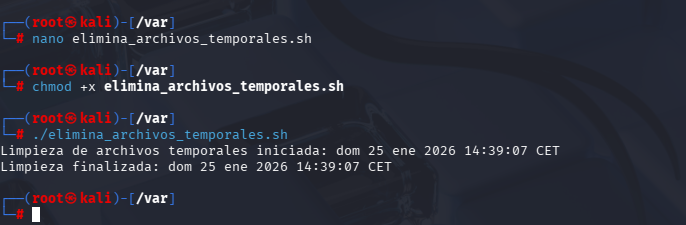 ┌──(root㉿kali)-[/var]
└─# nano elimina_archivos_temporales.sh
┌──(root㉿kali)-[/var]
└─# chmod +x elimina_archivos_temporales.sh
┌──(root㉿kali)-[/var]
└─# ./elimina_archivos_temporales.sh
Limpieza de archivos temporales iniciada: dom 25 ene 2026 14:39:07 CET
Limpieza finalizada: dom 25 ene 2026 14:39:07 CET
┌──(root㉿kali)-[/var]
└─#